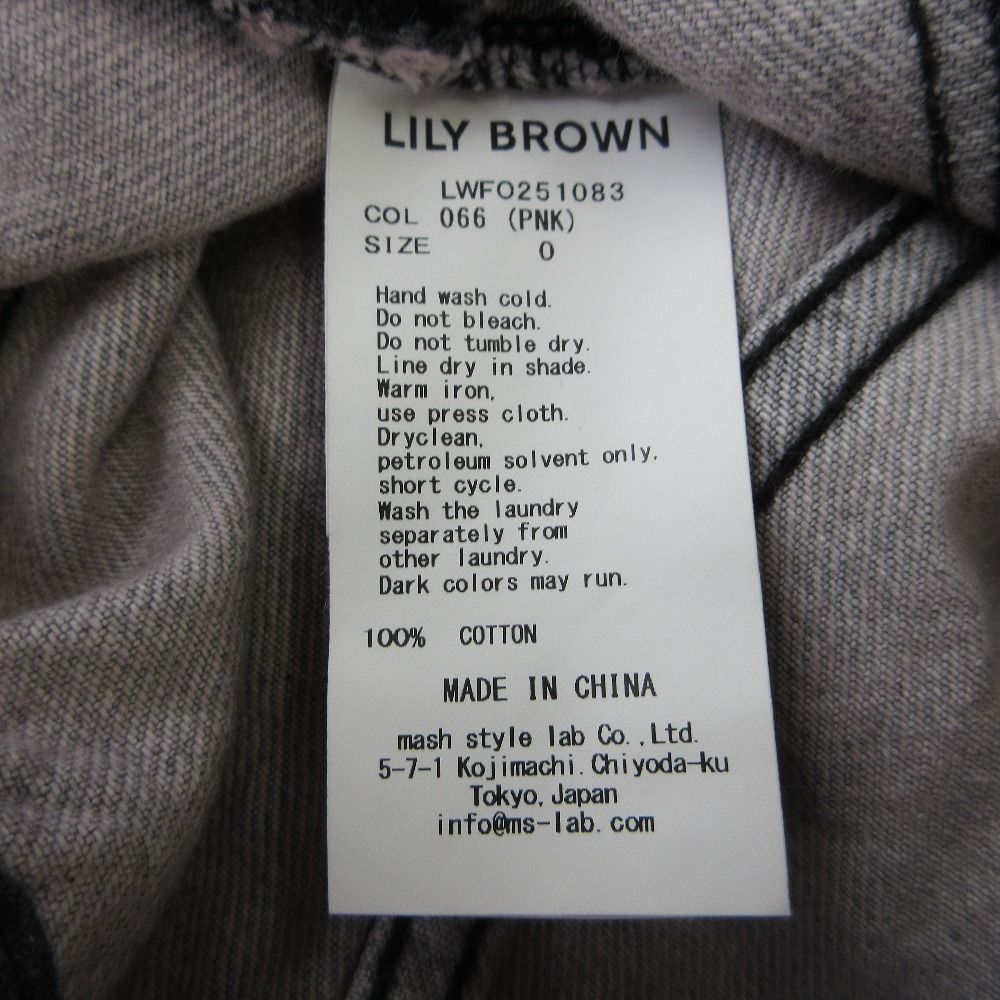 LILY BROWN
LWFO251083
COL 066 (PNK)
SIZE 0
Hand wash cold.
Do not bleach.
Do not tumble dry.
Line dry in shade.
Warm iron,
use press cloth.
Dryclean,
petroleum solvent only.
short cycle.
Wash the laundry
separately from
other laundry.
Dark colors may run.
100% COTTON
MADE IN CHINA
mash style lab Co.,Ltd.
5-7-1 Kojimachi.Chiyoda-ku
Tokyo,Japan
info@ms-lab.com